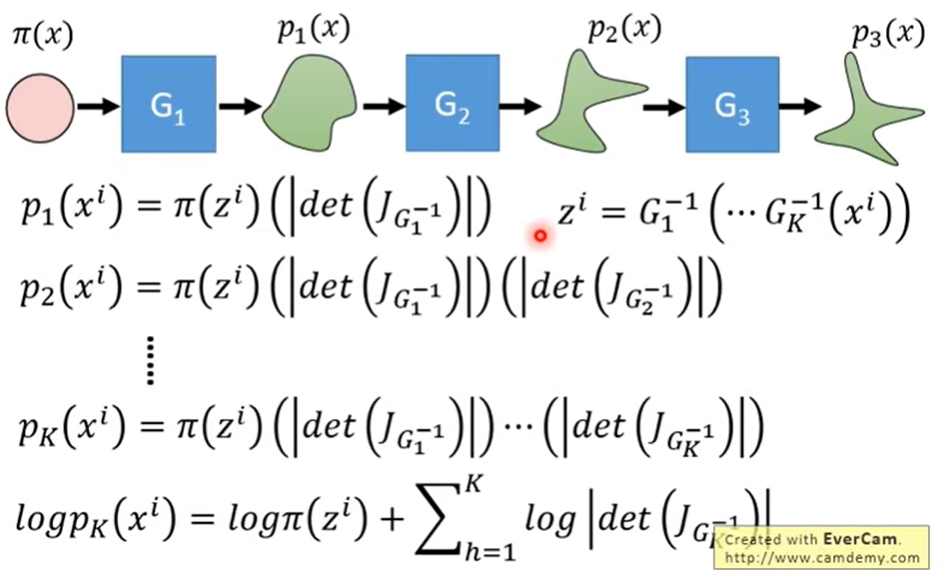 π(x) p₁(x) p₂(x) p₃(x)
G₁ G₂ G₃
p₁(xⁱ) = π(zⁱ)(|det(J_{G₁⁻¹})|) zⁱ = G₁⁻¹(⋯ G_K⁻¹(xⁱ))
p₂(xⁱ) = π(zⁱ)(|det(J_{G₁⁻¹})|)(|det(J_{G₂⁻¹})|)
⋮
p_K(xⁱ) = π(zⁱ)(|det(J_{G₁⁻¹})|)⋯(|det(J_{G_K⁻¹})|)
logp_K(xⁱ) = logπ(zⁱ) + ∑_{h=1}^{K} log|det(J_{G_K⁻¹})|
Created with EverCam.
http://www.camdemy.com